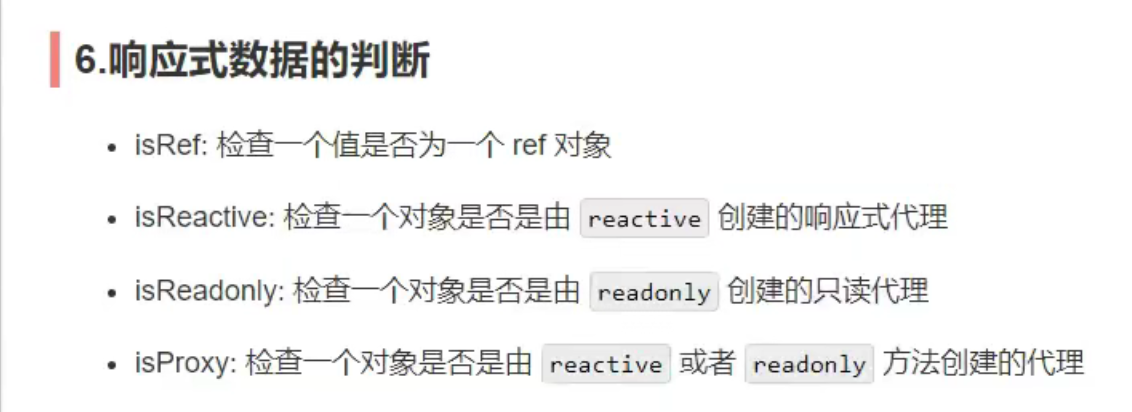 6.响应式数据的判断
isRef: 检查一个值是否为一个 ref 对象
isReactive: 检查一个对象是否是由 reactive 创建的响应式代理
isReadonly: 检查一个对象是否是由 readonly 创建的只读代理
isProxy: 检查一个对象是否是由 reactive 或者 readonly 方法创建的代理